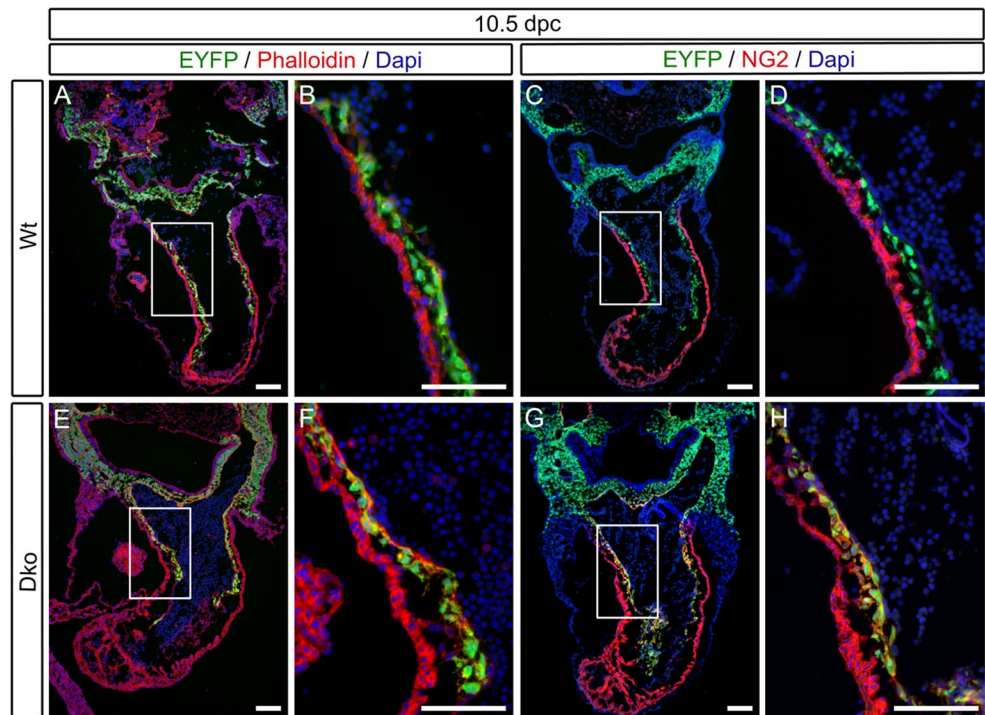 10.5 dpc
EYFP / Phalloidin / Dapi
EYFP / NG2 / Dapi
Wt
A
B
C
D
Dko
E
F
G
H